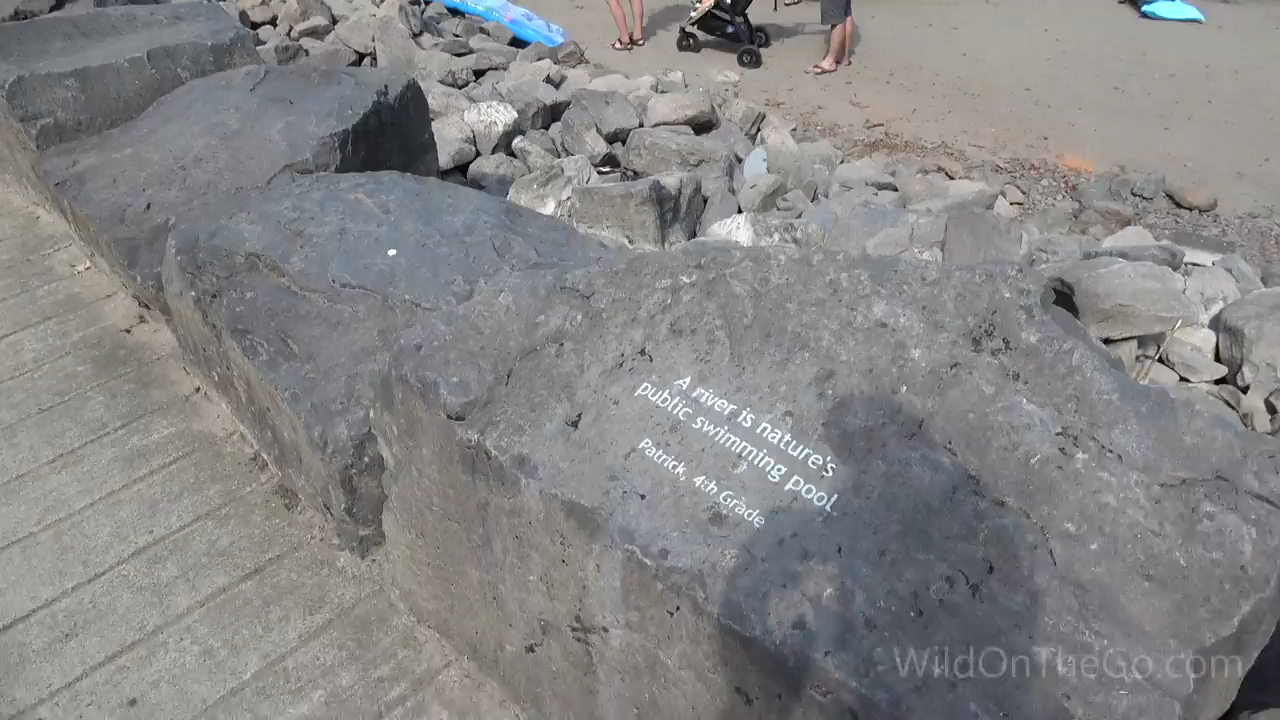 A river is nature's
public swimming pool
Patrick, 4th Grade
WildOnTheGo.com